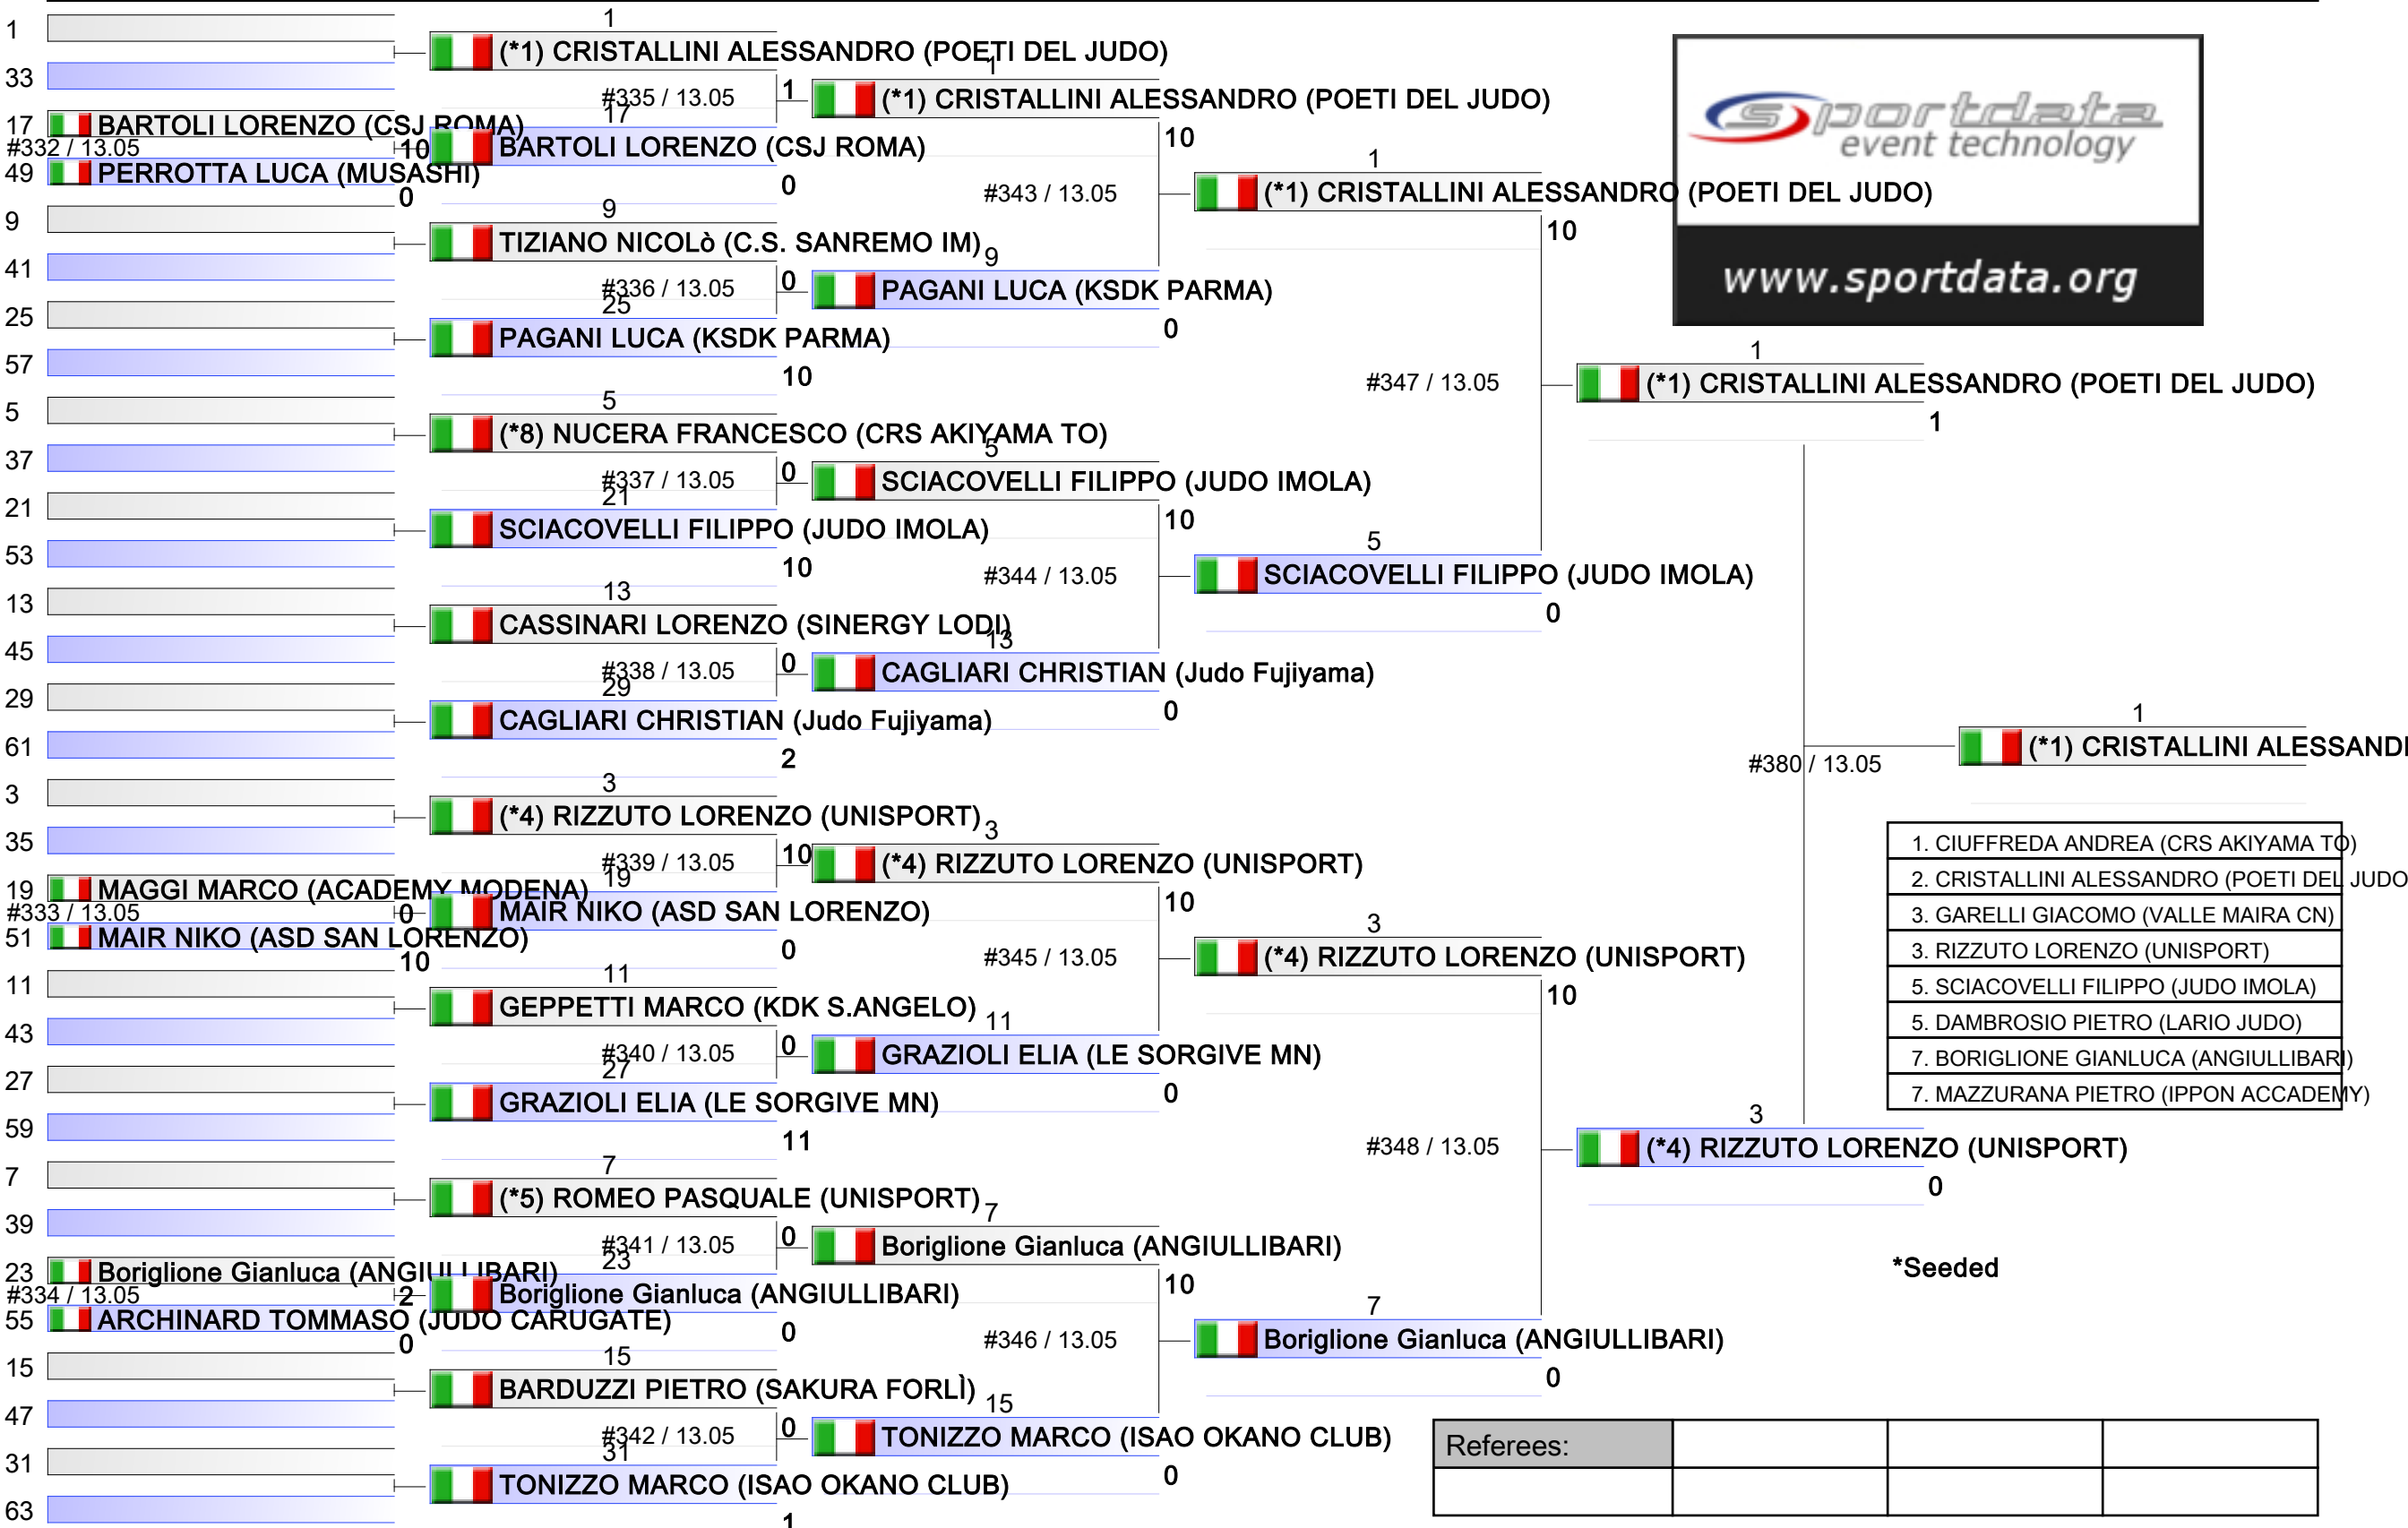 1
33
17 BARTOLI LORENZO (CSJ ROMA)
#332 / 13.05
10
49 PERROTTA LUCA (MUSASHI)
0
9
41
25
57
5
37
21
53
13
45
29
61
3
35
19 MAGGI MARCO (ACADEMY MODENA)
#333 / 13.05
0
51 MAIR NIKO (ASD SAN LORENZO)
10
11
43
27
59
7
39
23 Boriglione Gianluca (ANGIULLIBARI)
#334 / 13.05
2
55 ARCHINARD TOMMASO (JUDO CARUGATE)
0
15
47
31
63
1
(*1) CRISTALLINI ALESSANDRO (POETI DEL JUDO)
1
#335 / 13.05
17
BARTOLI LORENZO (CSJ ROMA)
0
9
TIZIANO NICOLò (C.S. SANREMO IM)
0
#336 / 13.05
25
PAGANI LUCA (KSDK PARMA)
10
5
(*8) NUCERA FRANCESCO (CRS AKIYAMA TO)
0
#337 / 13.05
21
SCIACOVELLI FILIPPO (JUDO IMOLA)
10
13
CASSINARI LORENZO (SINERGY LODI)
0
#338 / 13.05
29
CAGLIARI CHRISTIAN (Judo Fujiyama)
2
3
(*4) RIZZUTO LORENZO (UNISPORT)
10
#339 / 13.05
19
MAIR NIKO (ASD SAN LORENZO)
0
11
GEPPETTI MARCO (KDK S.ANGELO)
0
#340 / 13.05
27
GRAZIOLI ELIA (LE SORGIVE MN)
11
7
(*5) ROMEO PASQUALE (UNISPORT)
0
#341 / 13.05
23
Boriglione Gianluca (ANGIULLIBARI)
0
15
BARDUZZI PIETRO (SAKURA FORLÌ)
0
#342 / 13.05
31
TONIZZO MARCO (ISAO OKANO CLUB)
1
1
(*1) CRISTALLINI ALESSANDRO (POETI DEL JUDO)
10
#343 / 13.05
9
PAGANI LUCA (KSDK PARMA)
0
5
SCIACOVELLI FILIPPO (JUDO IMOLA)
10
#344 / 13.05
13
CAGLIARI CHRISTIAN (Judo Fujiyama)
0
3
(*4) RIZZUTO LORENZO (UNISPORT)
10
#345 / 13.05
11
GRAZIOLI ELIA (LE SORGIVE MN)
0
7
Boriglione Gianluca (ANGIULLIBARI)
10
#346 / 13.05
15
TONIZZO MARCO (ISAO OKANO CLUB)
0
1
(*1) CRISTALLINI ALESSANDRO (POETI DEL JUDO)
10
#347 / 13.05
5
SCIACOVELLI FILIPPO (JUDO IMOLA)
0
3
(*4) RIZZUTO LORENZO (UNISPORT)
10
#348 / 13.05
7
Boriglione Gianluca (ANGIULLIBARI)
0
sportdata
event technology
www.sportdata.org
1
(*1) CRISTALLINI ALESSANDRO (POETI DEL JUDO)
1
#380 / 13.05
3
(*4) RIZZUTO LORENZO (UNISPORT)
0
1
(*1) CRISTALLINI ALESSAND
1. CIUFFREDA ANDREA (CRS AKIYAMA TO)
2. CRISTALLINI ALESSANDRO (POETI DEL JUDO
3. GARELLI GIACOMO (VALLE MAIRA CN)
3. RIZZUTO LORENZO (UNISPORT)
5. SCIACOVELLI FILIPPO (JUDO IMOLA)
5. DAMBROSIO PIETRO (LARIO JUDO)
7. BORIGLIONE GIANLUCA (ANGIULLIBARI)
7. MAZZURANA PIETRO (IPPON ACCADEMY)
*Seeded
Referees: